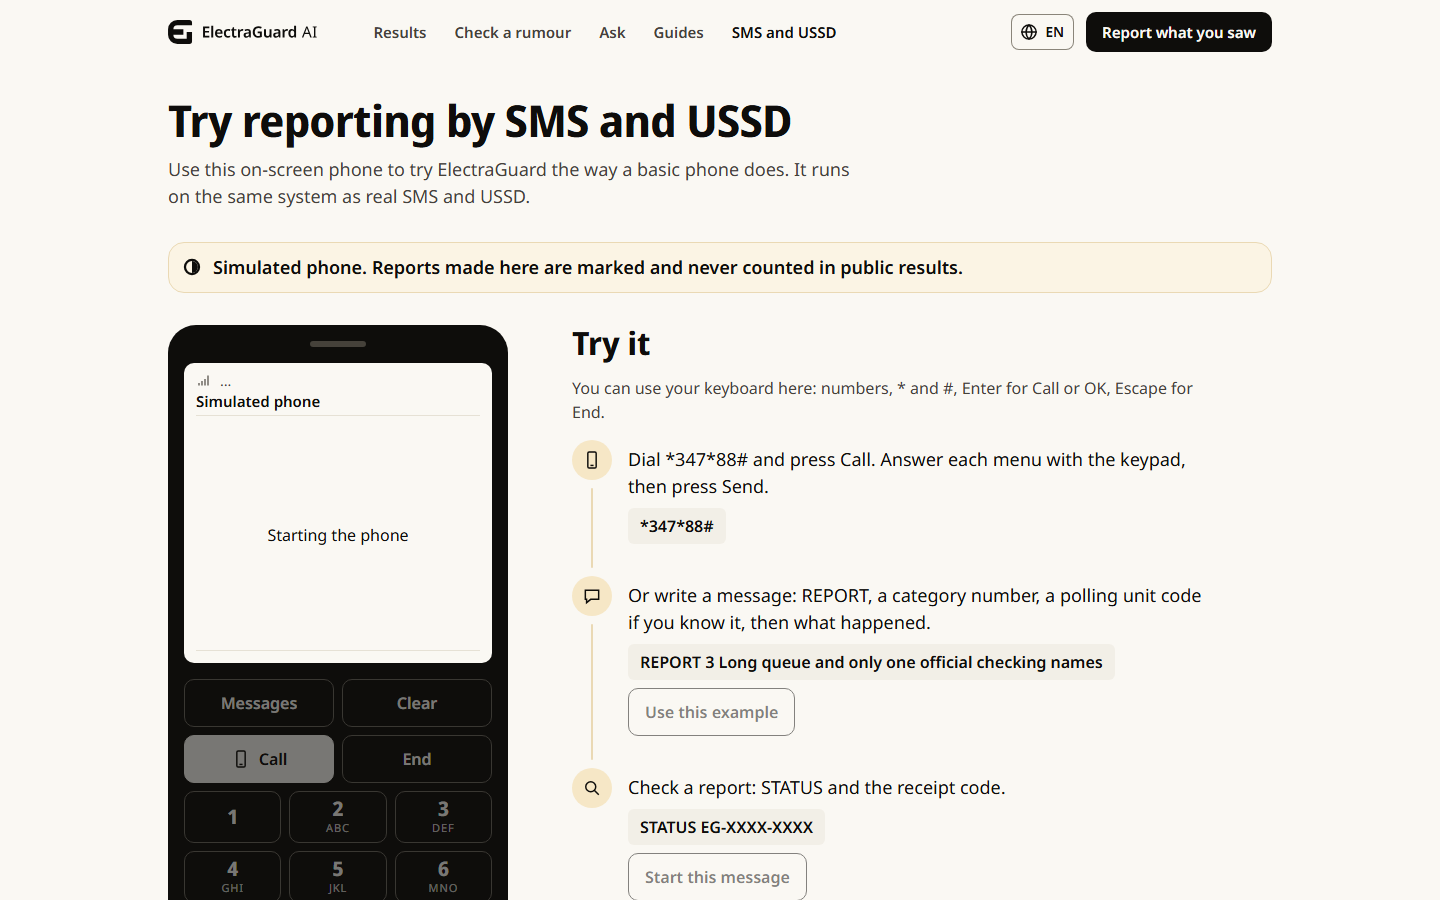 ElectraGuard AI
Results
Check a rumour
Ask
Guides
SMS and USSD
EN
Report what you saw
Try reporting by SMS and USSD
Use this on-screen phone to try ElectraGuard the way a basic phone does. It runs
on the same system as real SMS and USSD.
Simulated phone. Reports made here are marked and never counted in public results.
...
Simulated phone
Starting the phone
Messages
Clear
Call
End
1
2
ABC
3
DEF
4
GHI
5
JKL
6
MNO
Try it
You can use your keyboard here: numbers, * and #, Enter for Call or OK, Escape for
End.
Dial *347*88# and press Call. Answer each menu with the keypad,
then press Send.
*347*88#
Or write a message: REPORT, a category number, a polling unit code
if you know it, then what happened.
REPORT 3 Long queue and only one official checking names
Use this example
Check a report: STATUS and the receipt code.
STATUS EG-XXXX-XXXX
Start this message